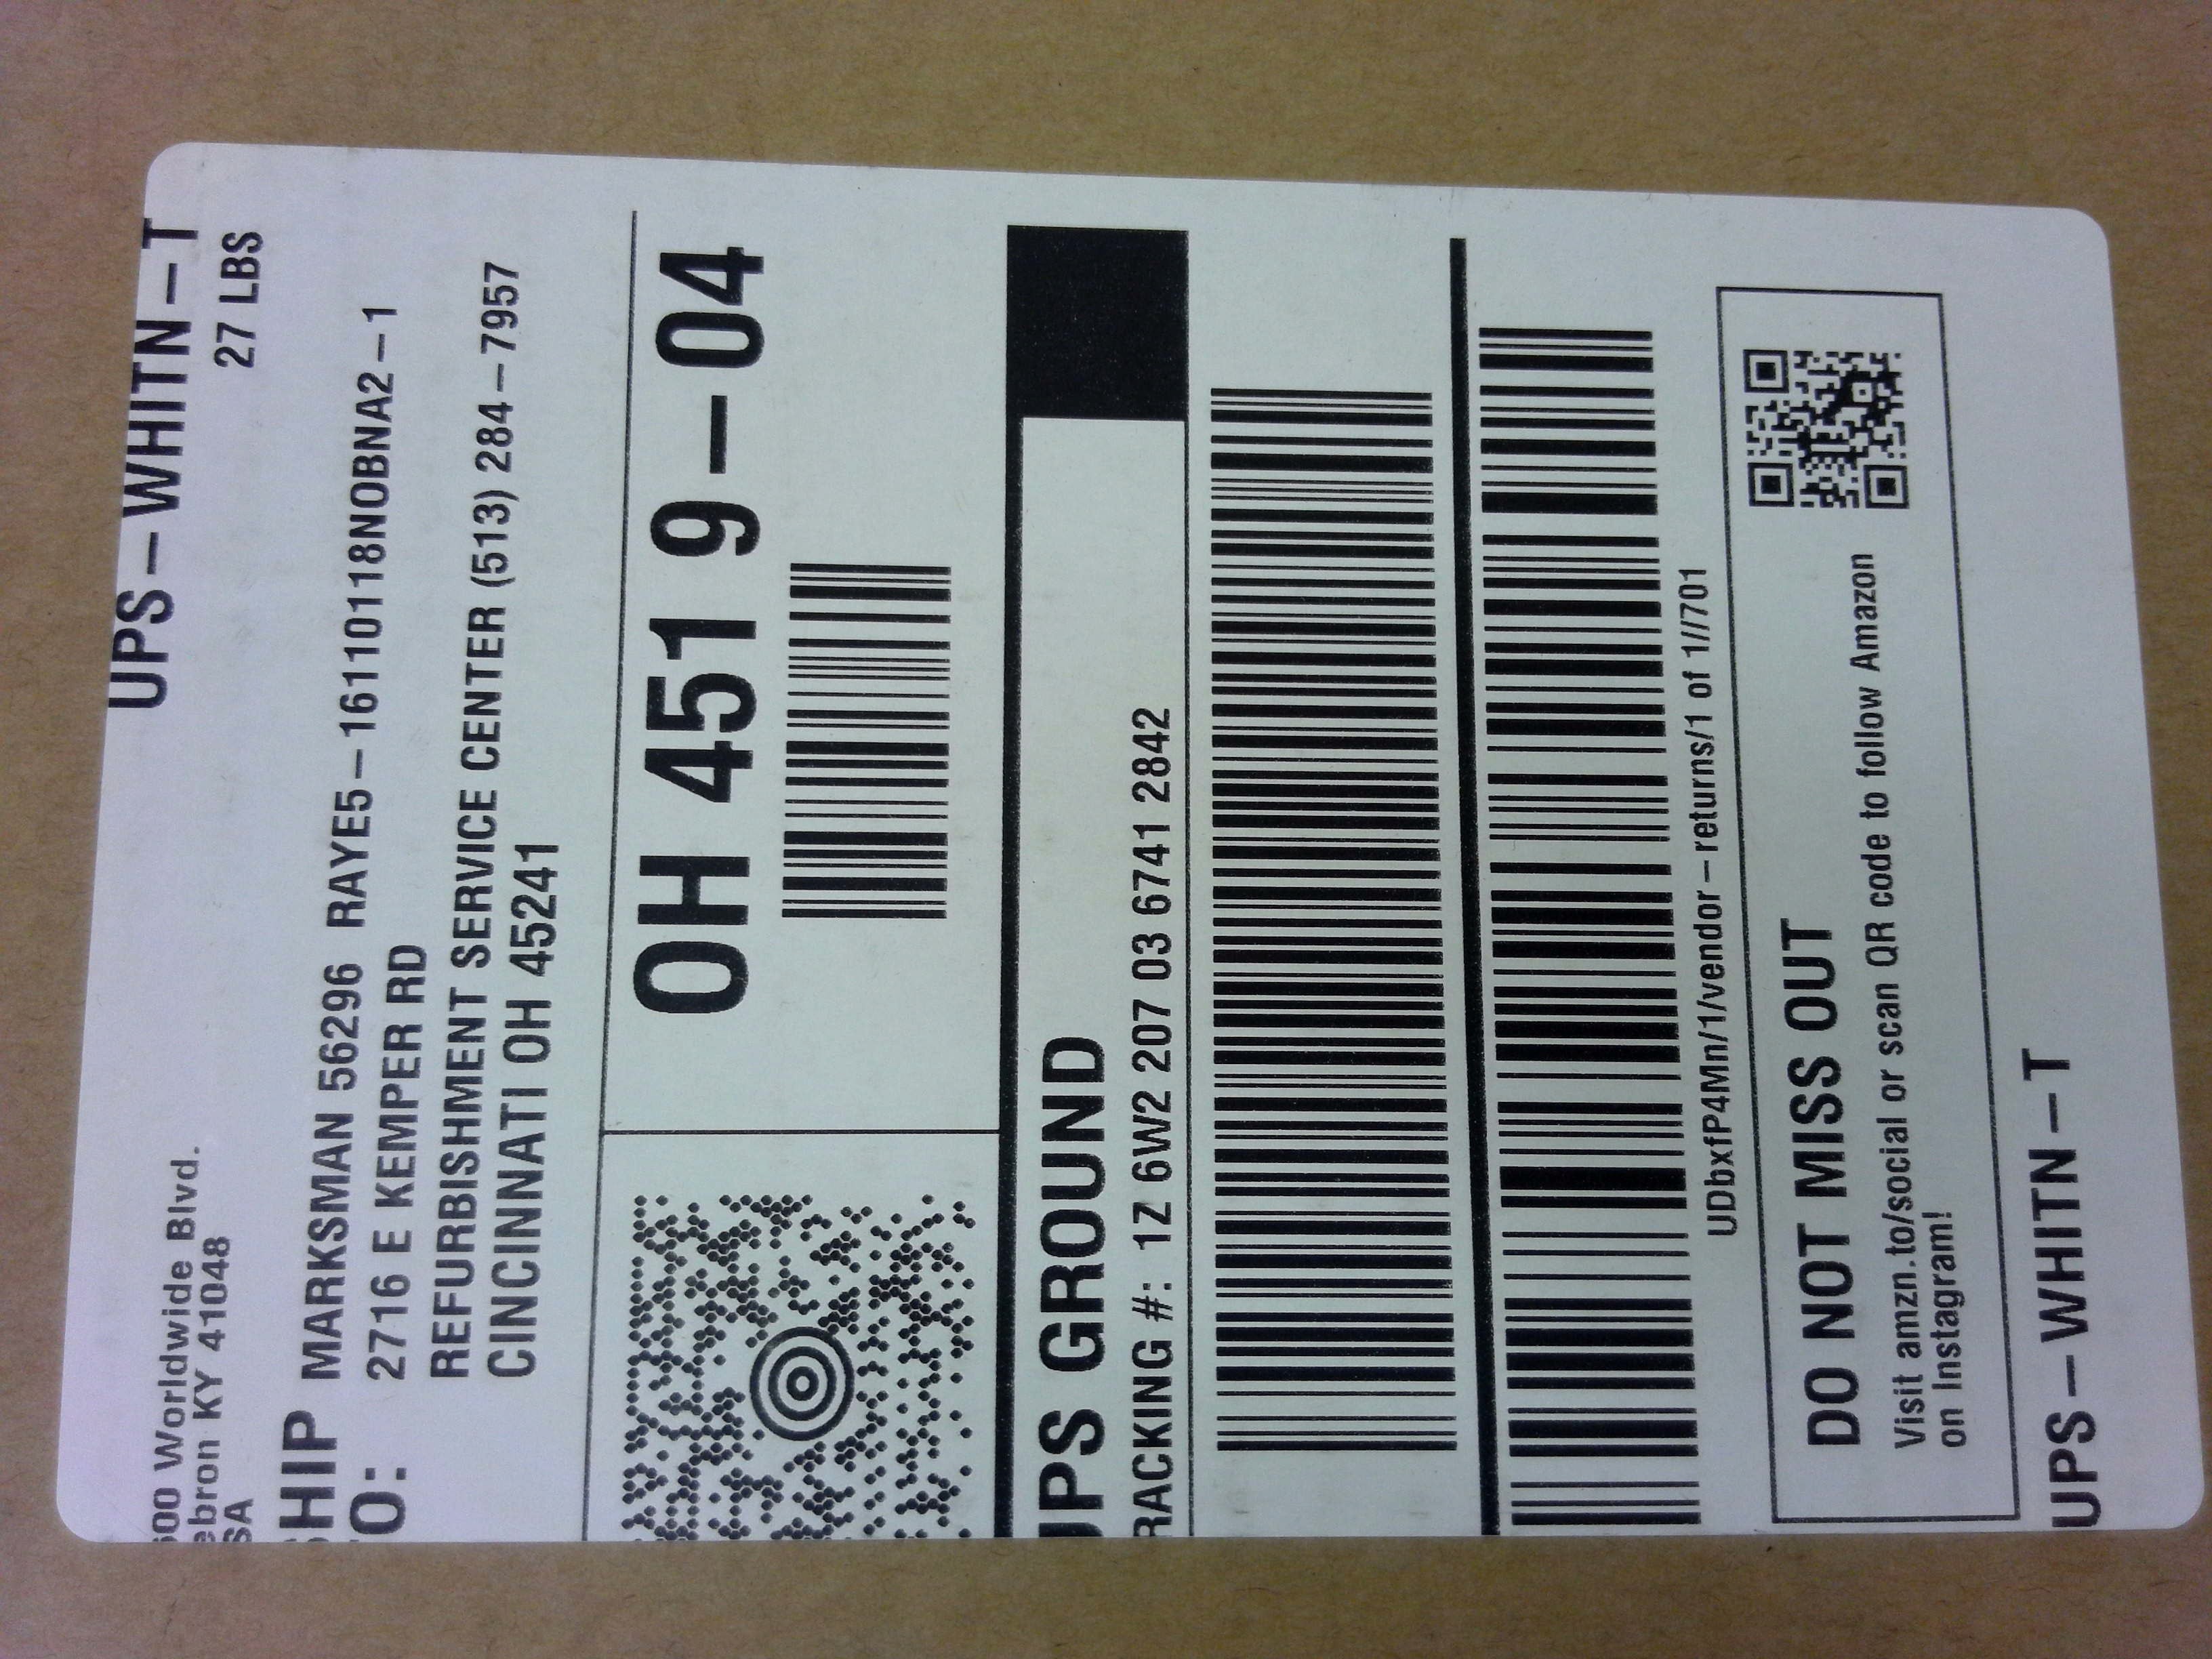 UPS-WHITN-T
27 LBS
600 Worldwide Blvd.
ebron KY 41048
SA
SHIP
O:
MARKSMAN 56296 RAYE5-161110118NOBNA2-1
2716 E KEMPER RD
REFURBISHMENT SERVICE CENTER (513) 284-7957
CINCINNATI OH 45241
OH 451 9-04
UPS GROUND
RACKING #: 1Z 6W2 207 03 6741 2842
UDbxfP4Mn/1/vendor-returns/1 of 1//701
DO NOT MISS OUT
Visit amzn.to/social or scan QR code to follow Amazon
on Instagram!
UPS-WHITN-T